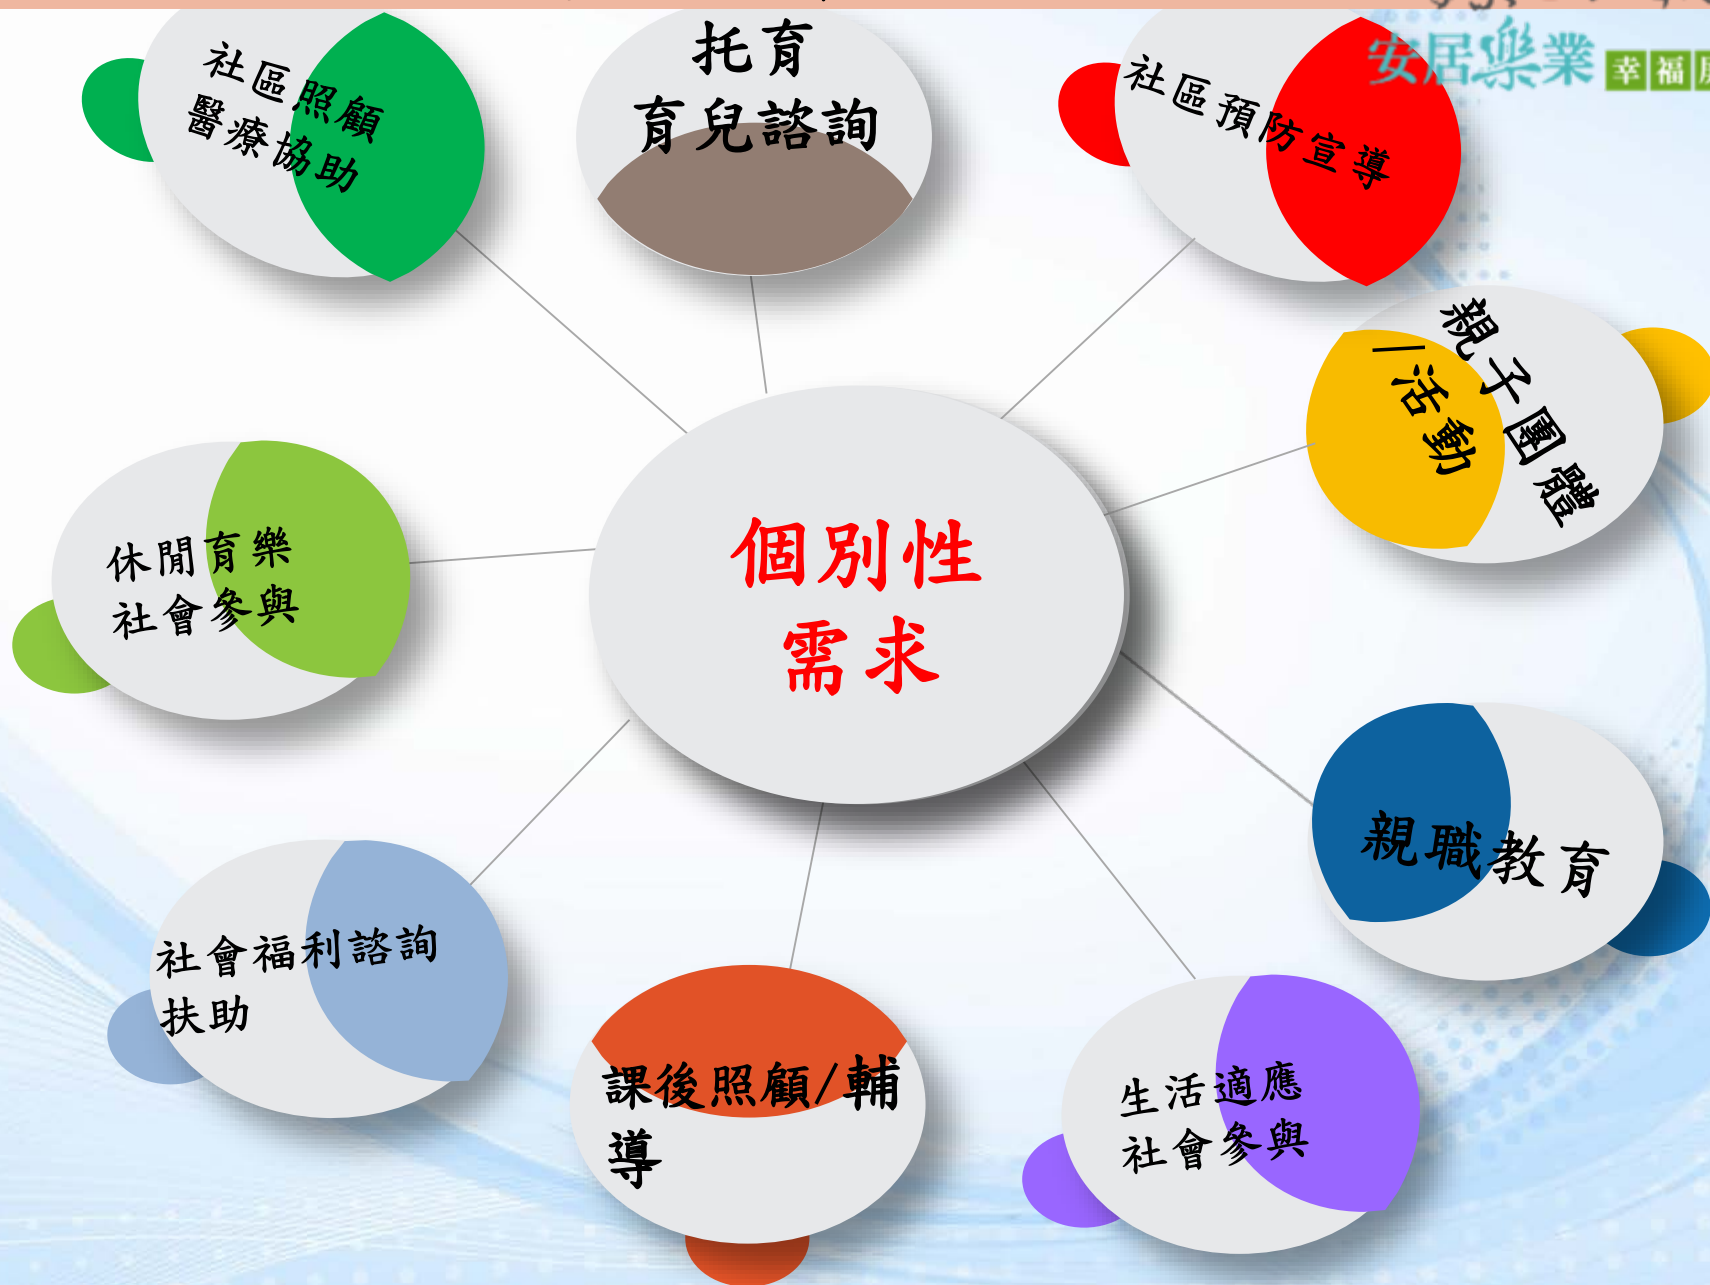 安居樂業 幸福
社區照顧
醫療協助
托育
育兒諮詢
社區預防宣導
親子團體
/活動
個別性
需求
休閒育樂
社會參與
親職教育
社會福利諮詢
扶助
課後照顧/輔
導
生活適應
社會參與